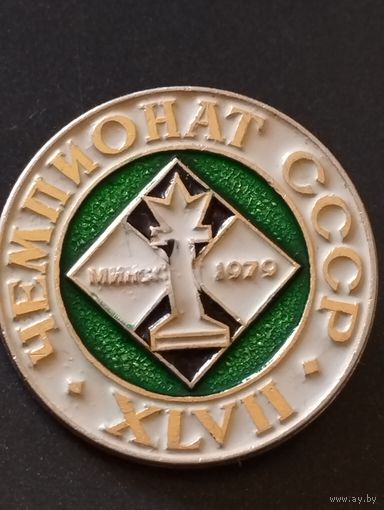 ЧЕМПИОНАТ СССР
· XLVII ·
Минск 1979
www.ay.by